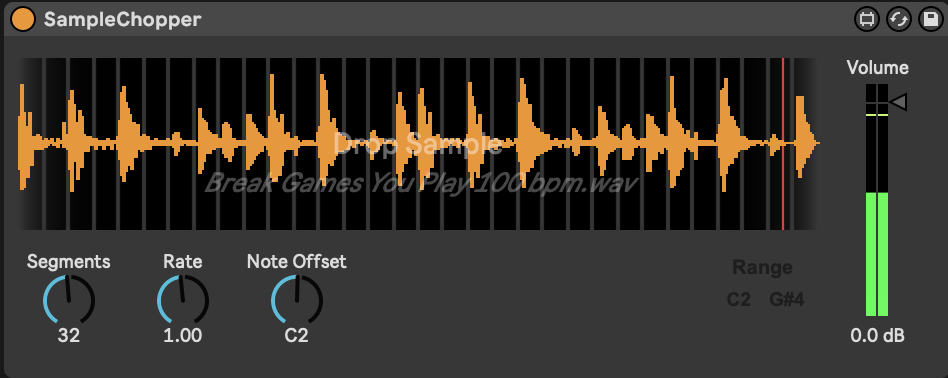 SampleChopper
Volume
Drop Sample
Break Games You Play 100 bpm.wav
Segments
Rate
Note Offset
Range
C2 G#4
32
1.00
C2
0.0 dB